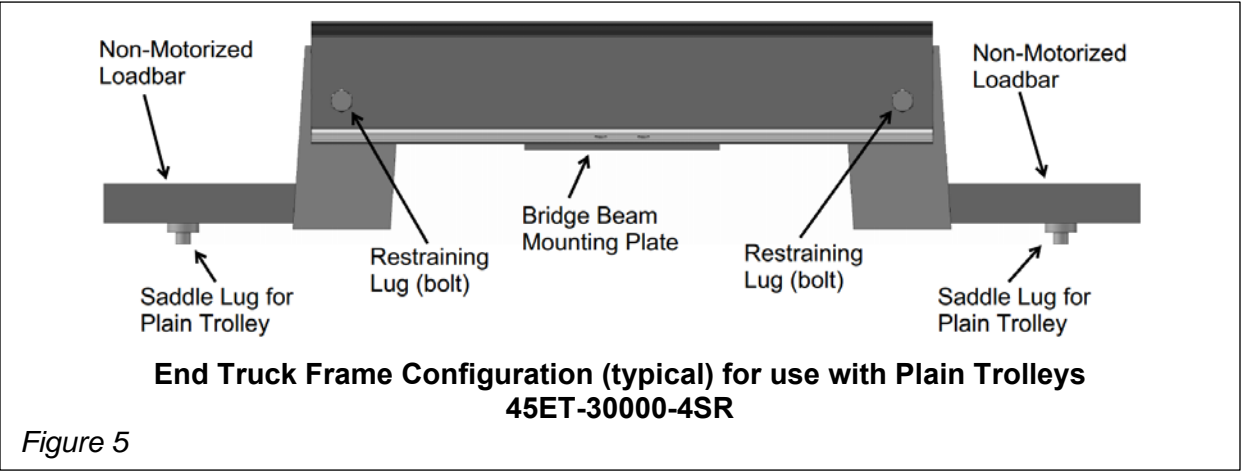 Non-Motorized
Loadbar
Non-Motorized
Loadbar
Bridge Beam
Mounting Plate
Restraining
Lug (bolt)
Restraining
Lug (bolt)
Saddle Lug for
Plain Trolley
Saddle Lug for
Plain Trolley
End Truck Frame Configuration (typical) for use with Plain Trolleys
45ET-30000-4SR
Figure 5